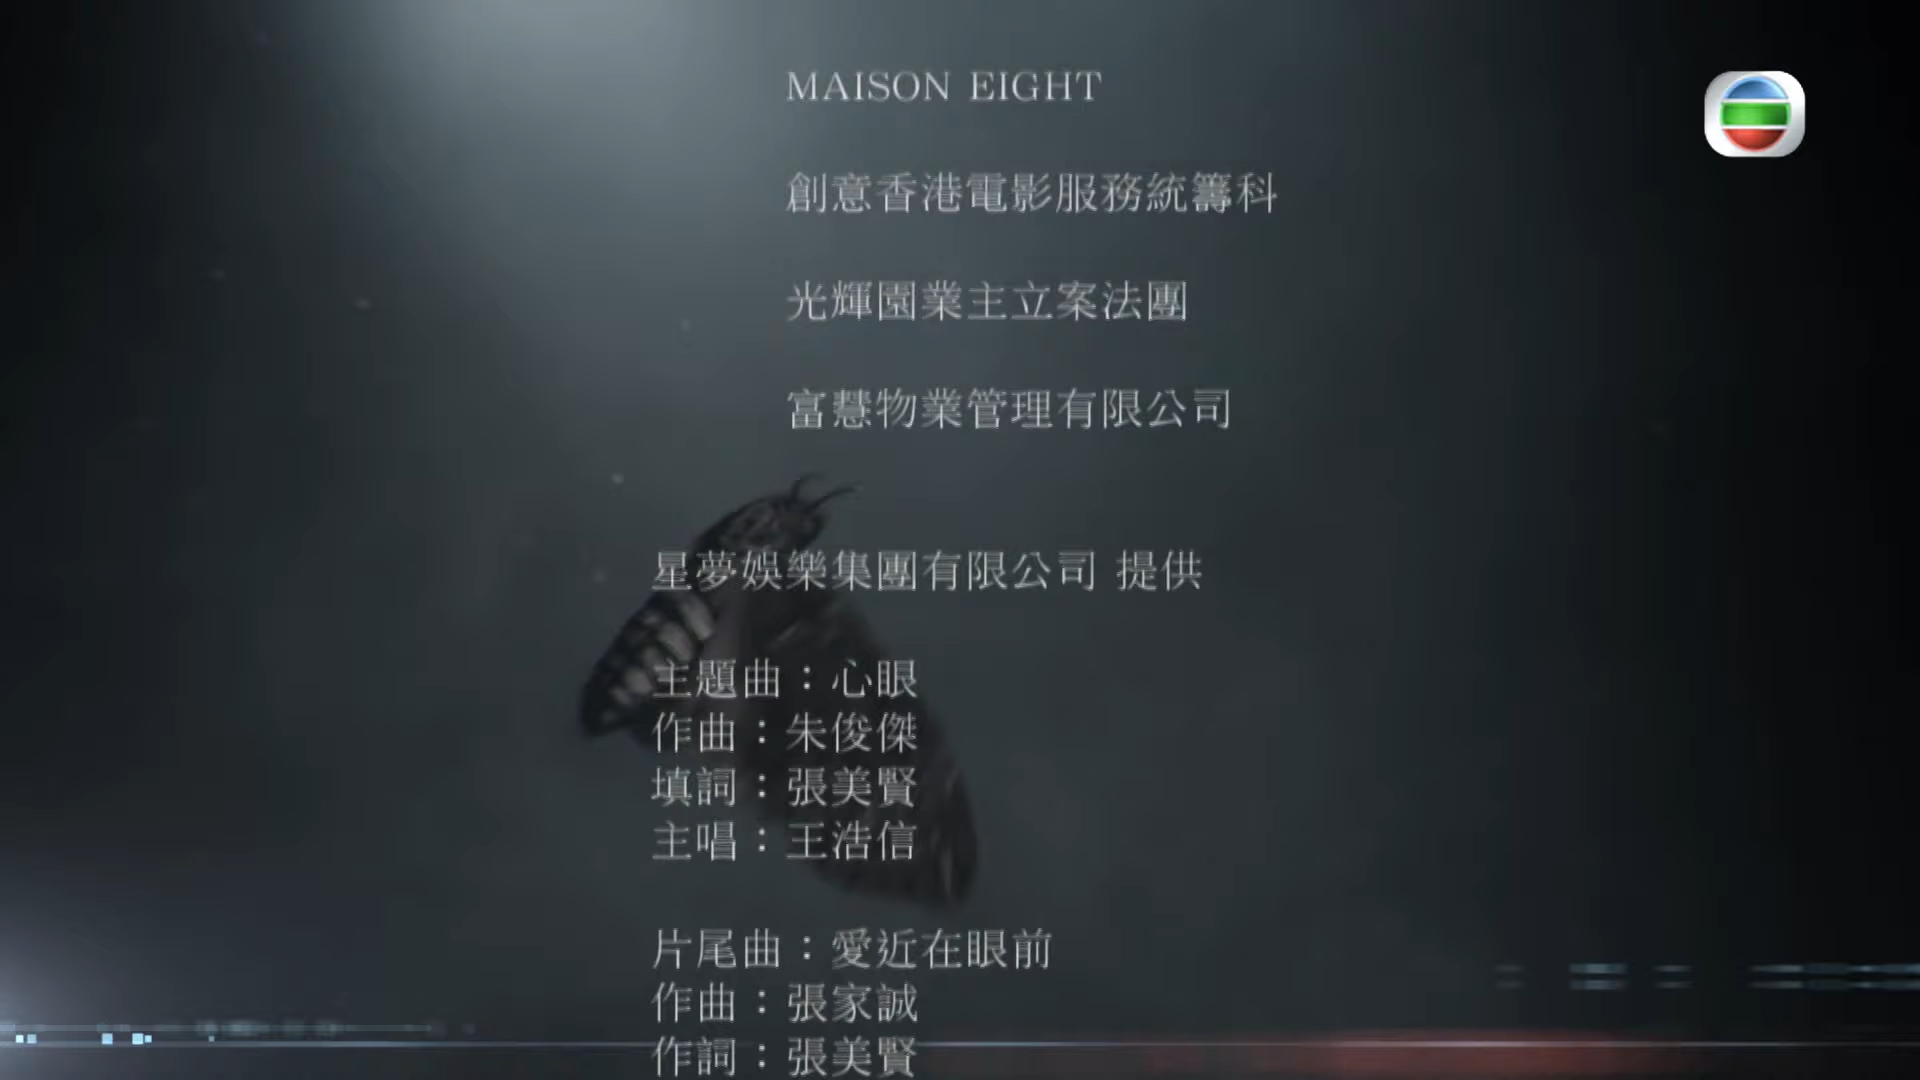 MAISON EIGHT
創意香港電影服務統籌科
光輝園業主立案法團
富慧物業管理有限公司
星夢娛樂集團有限公司 提供
主題曲：心眼
作曲：朱俊傑
填詞：張美賢
主唱：王浩信
片尾曲：愛近在眼前
作曲：張家誠
作詞：張美賢